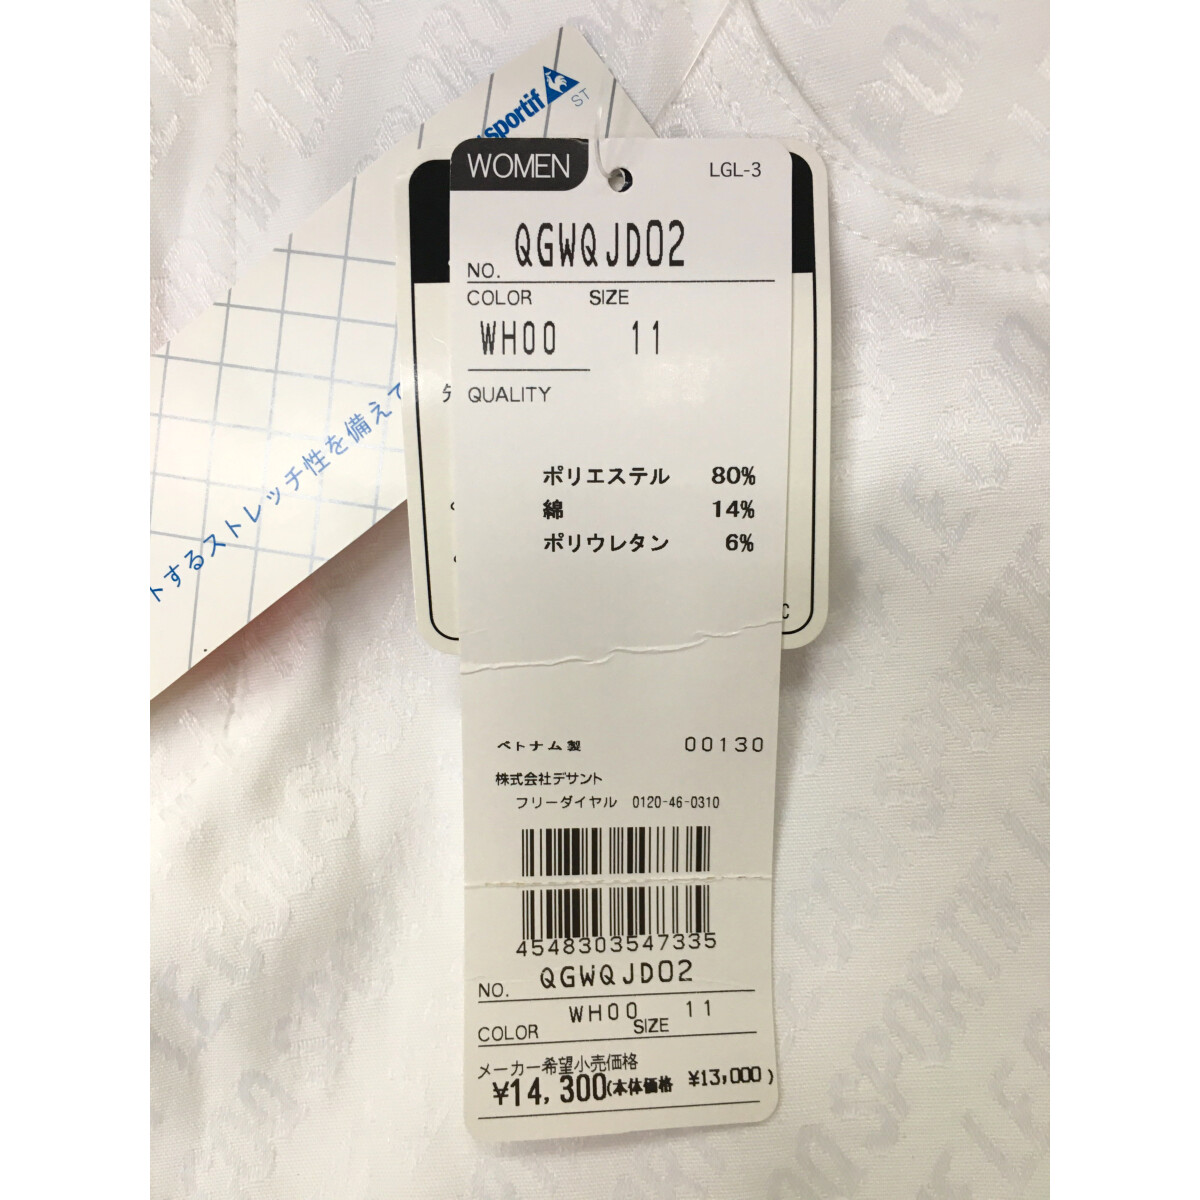 sportif
ST
WOMEN
LGL-3
QGWQJD02
NO.
COLOR SIZE
WH00 11
QUALITY
ポリエステル 80%
綿 14%
ポリウレタン 6%
トするストレッチ性を備えて
ベトナム製 00130
株式会社デサント
フリーダイヤル 0120-46-0310
4548303547335
NO. QGWQJD02
WH00 11
COLOR SIZE
メーカー希望小売価格
¥14,300(本体価格 ¥13,000)